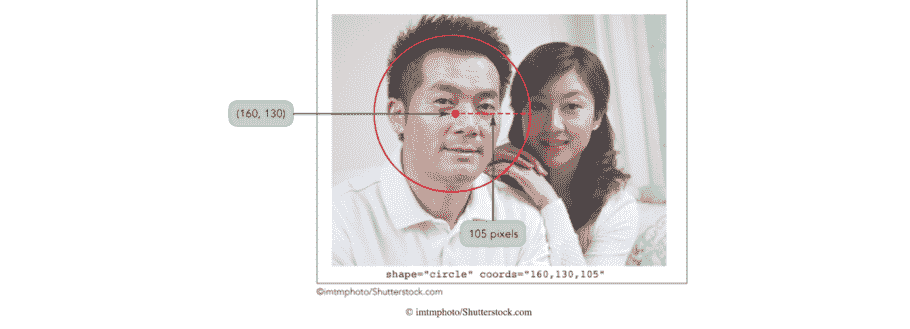 (160, 130)
105 pixels
shape="circle" coords="160,130,105"
©imtmphoto/Shutterstock.com
© imtmphoto/Shutterstock.com